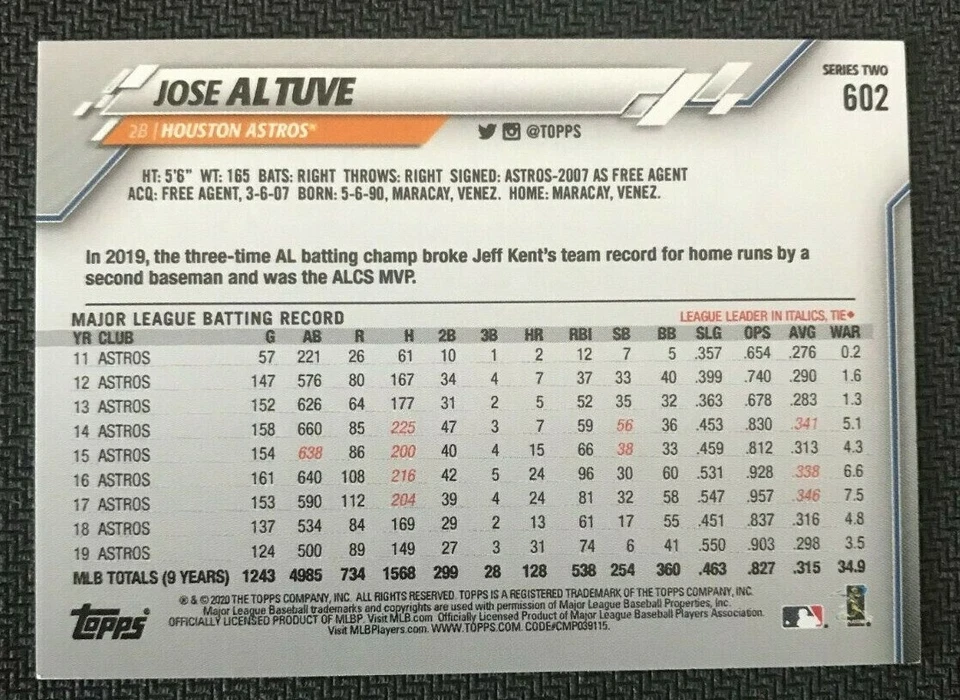 SERIES TWO
JOSE ALTUVE
602
2B | HOUSTON ASTROS™
@TOPPS
HT: 5'6" WT: 165 BATS: RIGHT THROWS: RIGHT SIGNED: ASTROS-2007 AS FREE AGENT
ACQ: FREE AGENT, 3-6-07 BORN: 5-6-90, MARACAY, VENEZ. HOME: MARACAY, VENEZ.
In 2019, the three-time AL batting champ broke Jeff Kent's team record for home runs by a
second baseman and was the ALCS MVP.
MAJOR LEAGUE BATTING RECORD LEAGUE LEADER IN ITALICS, TIE♦
YR CLUB G AB R H 2B 3B HR RBI SB BB SLG OPS AVG WAR
11 ASTROS 57 221 26 61 10 1 2 12 7 5 .357 .654 .276 0.2
12 ASTROS 147 576 80 167 34 4 7 37 33 40 .399 .740 .290 1.6
13 ASTROS 152 626 64 177 31 2 5 52 35 32 .363 .678 .283 1.3
14 ASTROS 158 660 85 225 47 3 7 59 56 36 .453 .830 .341 5.1
15 ASTROS 154 638 86 200 40 4 15 66 38 33 .459 .812 .313 4.3
16 ASTROS 161 640 108 216 42 5 24 96 30 60 .531 .928 .338 6.6
17 ASTROS 153 590 112 204 39 4 24 81 32 58 .547 .957 .346 7.5
18 ASTROS 137 534 84 169 29 2 13 61 17 55 .451 .837 .316 4.8
19 ASTROS 124 500 89 149 27 3 31 74 6 41 .550 .903 .298 3.5
MLB TOTALS (9 YEARS) 1243 4985 734 1568 299 28 128 538 254 360 .463 .827 .315 34.9
® & © 2020 THE TOPPS COMPANY, INC. ALL RIGHTS RESERVED. TOPPS IS A REGISTERED TRADEMARK OF THE TOPPS COMPANY, INC.
Major League Baseball trademarks and copyrights are used with permission of Major League Baseball Properties, Inc.
OFFICIALLY LICENSED PRODUCT OF MLBP. Visit MLB.com Officially Licensed Product of Major League Baseball Players Association.
Visit MLBPlayers.com. WWW.TOPPS.COM. CODE#CMP039115.
Topps